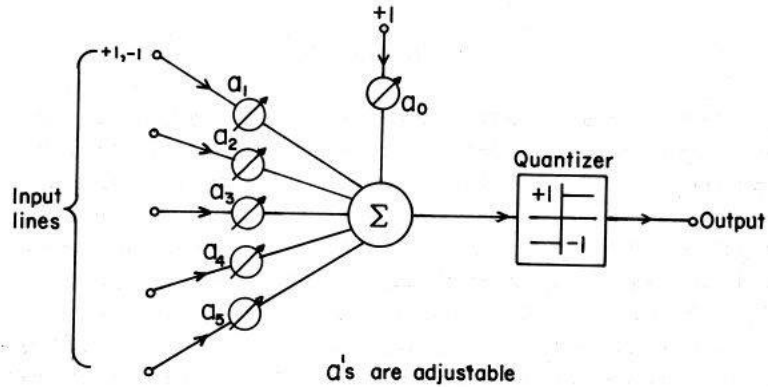 +1
+1,-1
a₁
a₀
a₂
Quantizer
Input
lines
a₃
Σ
+1
-1
Output
a₄
a₅
a's are adjustable